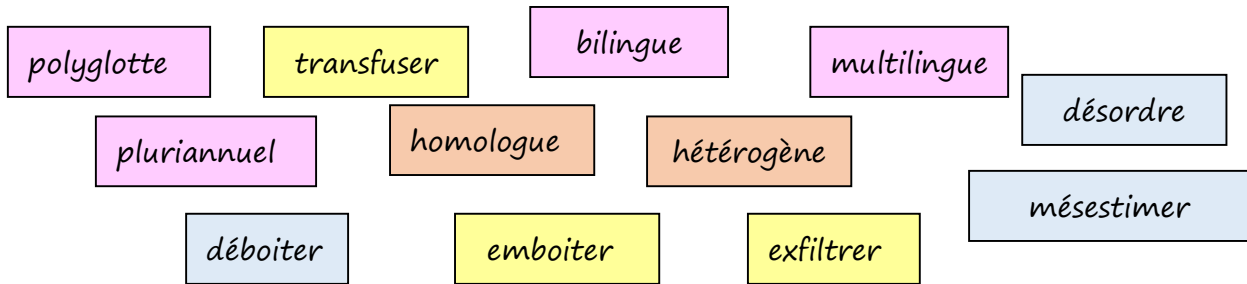 polyglotte
transfuser
bilingue
multilingue
désordre
pluriannuel
homologue
hétérogène
mésestimer
déboiter
emboiter
exfiltrer